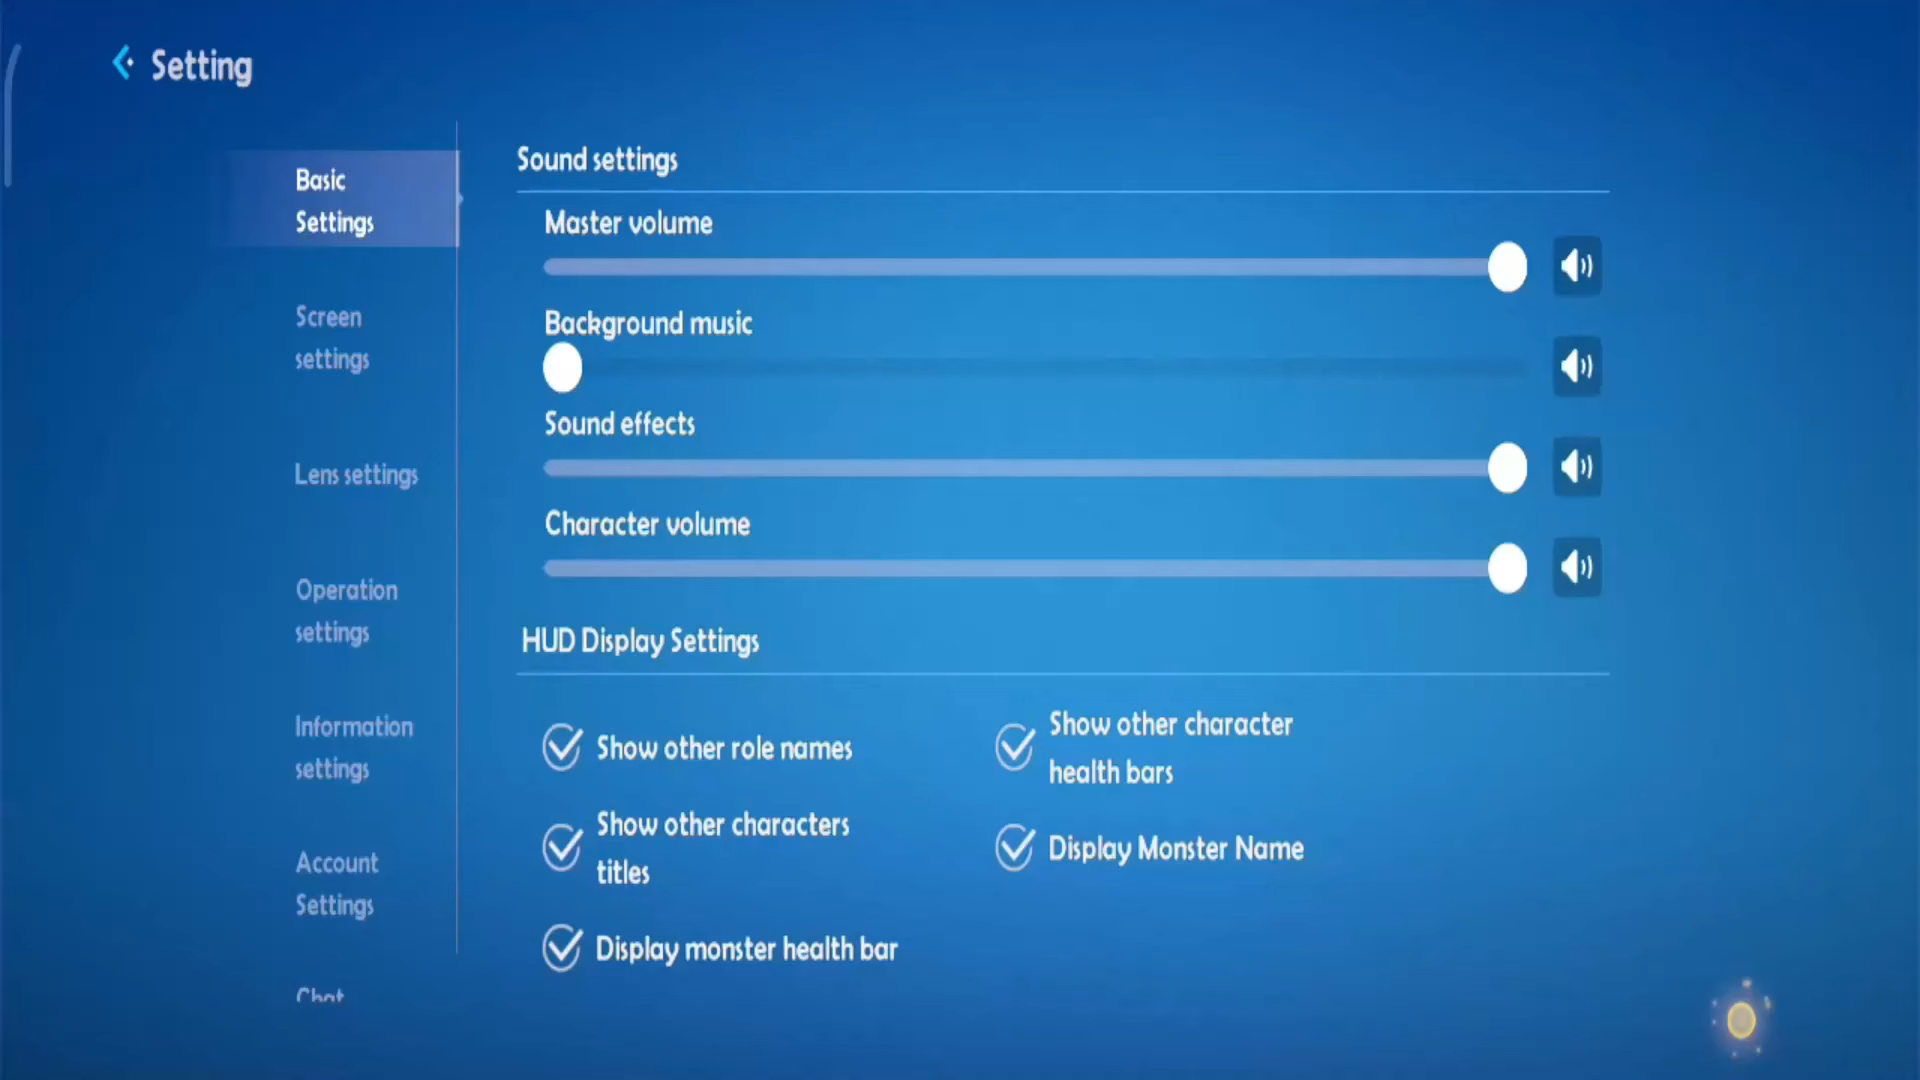 Setting
Basic
Settings
Screen
settings
Lens settings
Operation
settings
Information
settings
Account
Settings
Chat
Sound settings
Master volume
Background music
Sound effects
Character volume
HUD Display Settings
Show other role names
Show other character
health bars
Show other characters
titles
Display Monster Name
Display monster health bar